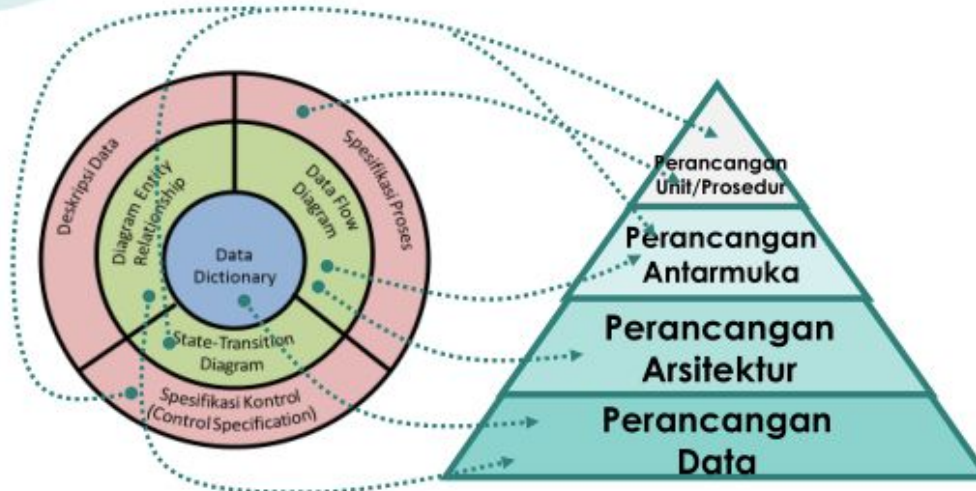 Deskripsi Data
Spesifikasi Proses
Diagram Entity
Relationship
Data Flow
Diagram
Data
Dictionary
State-Transition
Diagram
Spesifikasi Kontrol
(Control Specification)
Perancangan
Unit/Prosedur
Perancangan
Antarmuka
Perancangan
Arsitektur
Perancangan
Data